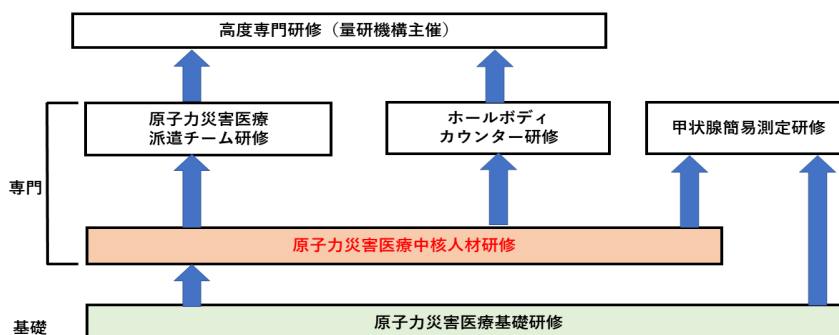 高度専門研修（量研機構主催）
原子力災害医療
派遣チーム研修
ホールボディ
カウンター研修
甲状腺簡易測定研修
専門
原子力災害医療中核人材研修
基礎
原子力災害医療基礎研修